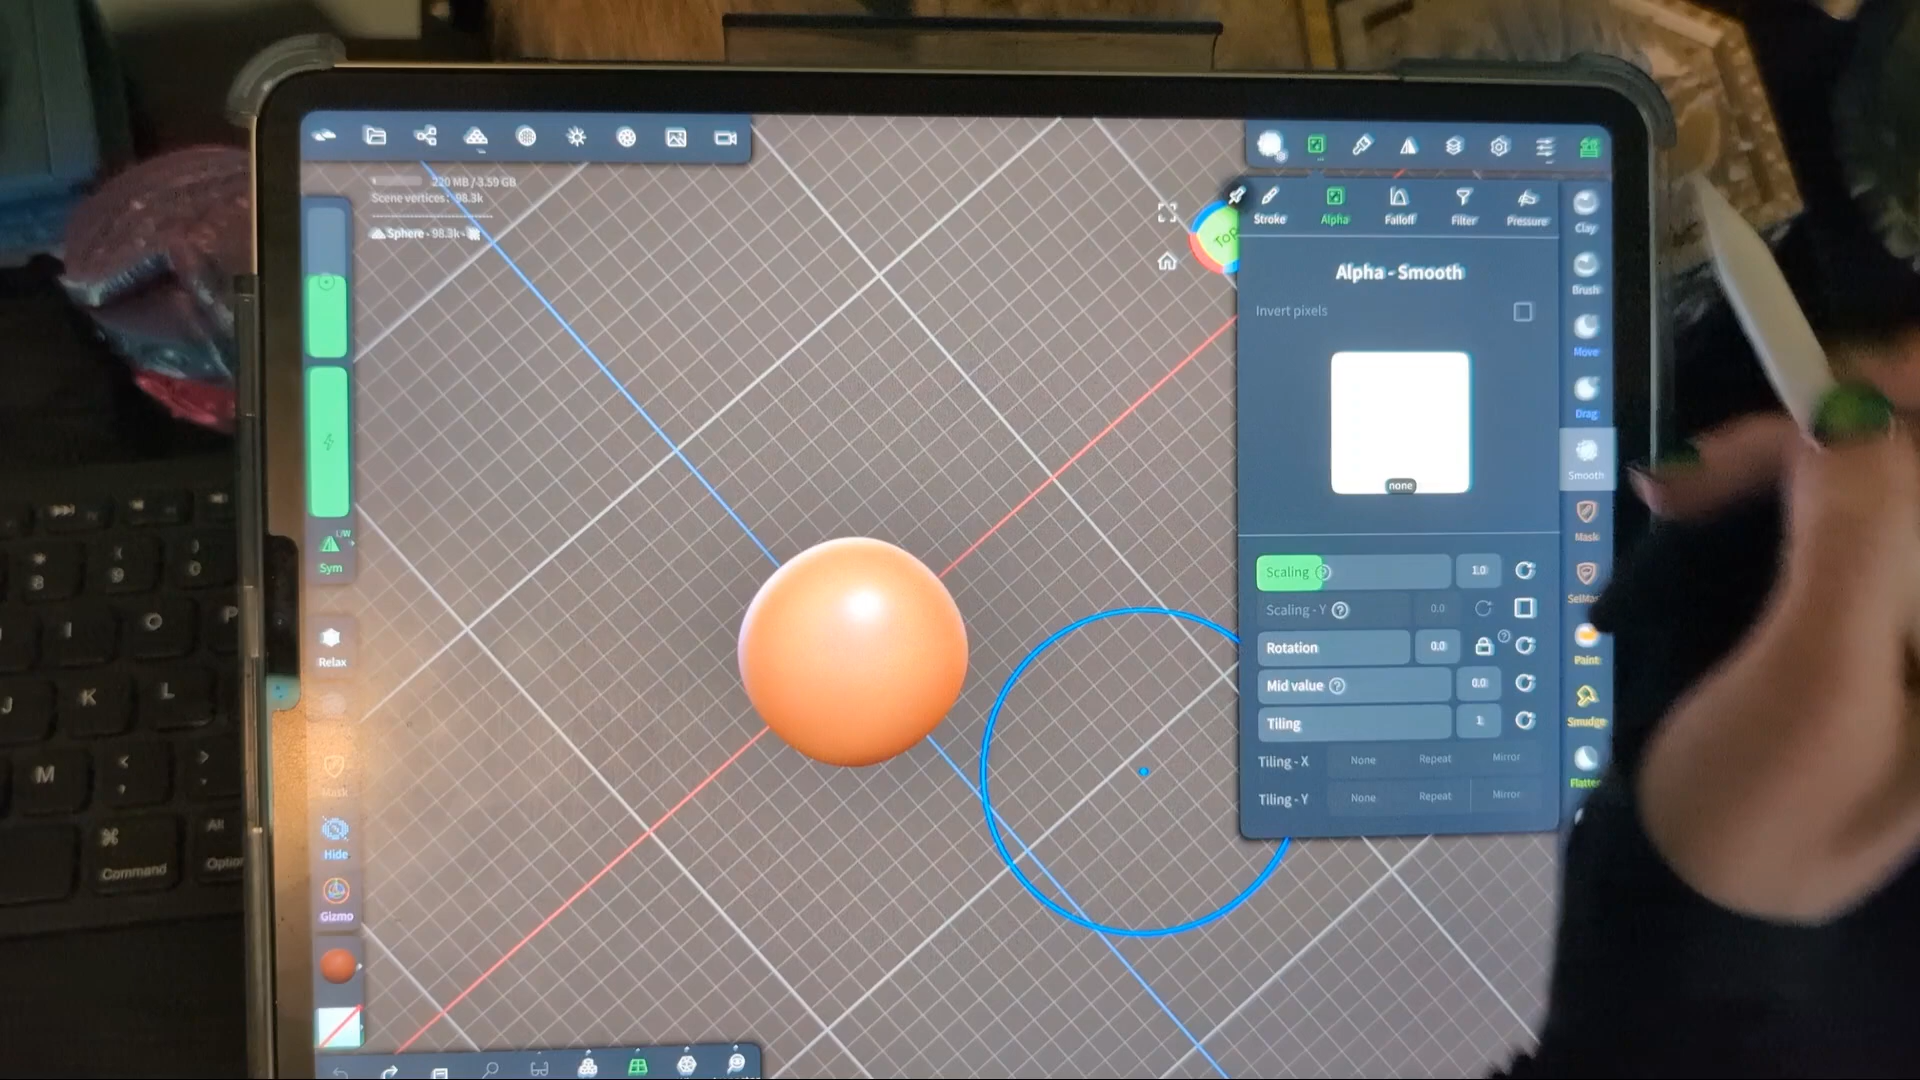 220 MB / 3.59 GB
Scene vertices: 98.3k
Sphere - 98.3k
Sym
L/W
Relax
Mask
Hide
Gizmo
Top
Stroke
Alpha
Falloff
Filter
Pressure
Alpha - Smooth
Invert pixels
none
Scaling ? 1.0
Scaling - Y ? 0.0
Rotation 0.0 ?
Mid value ? 0.0
Tiling 1
Tiling - X None Repeat Mirror
Tiling - Y None Repeat Mirror
Clay
Brush
Move
Drag
Smooth
Mask
Paint
Smudge
* 8
( 9
) 0
I
O
P
J
K
L
M
< ,
> .
⌘ Command
Alt